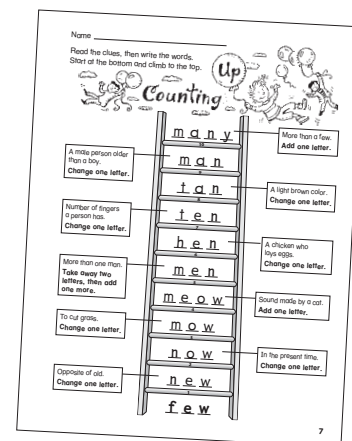 Name
Read the clues, then write the words.
Start at the bottom and climb to the top.
Counting Up
many
More than a few.
Add one letter.
A male person older
than a boy.
Change one letter.
man
tan
A light brown color.
Change one letter.
Number of fingers
a person has.
Change one letter.
ten
hen
A chicken who
lays eggs.
Change one letter.
More than one man.
Take away two
letters, then add
one more.
men
meow
Sound made by a cat.
Add one letter.
To cut grass.
Change one letter.
mow
now
In the present time.
Change one letter.
Opposite of old.
Change one letter.
new
few
7